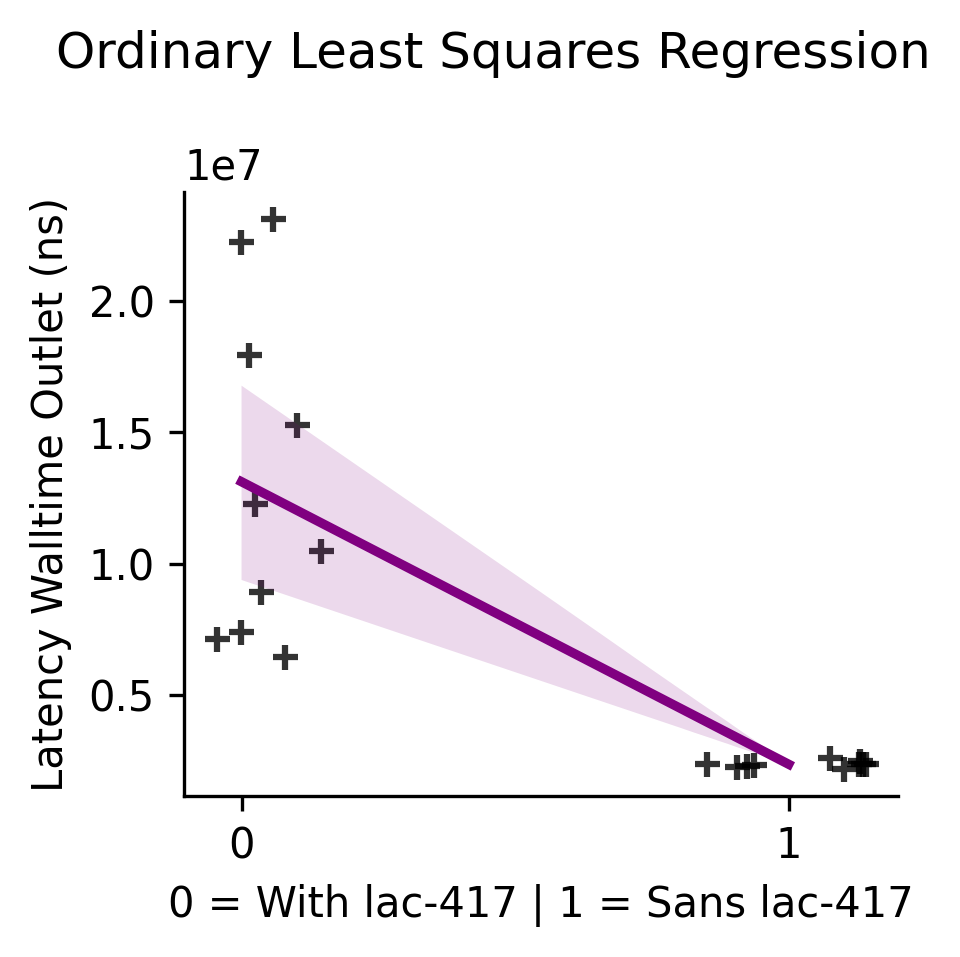 Ordinary Least Squares Regression
1e7
Latency Walltime Outlet (ns)
2.0
1.5
1.0
0.5
0 1
0 = With lac-417 | 1 = Sans lac-417